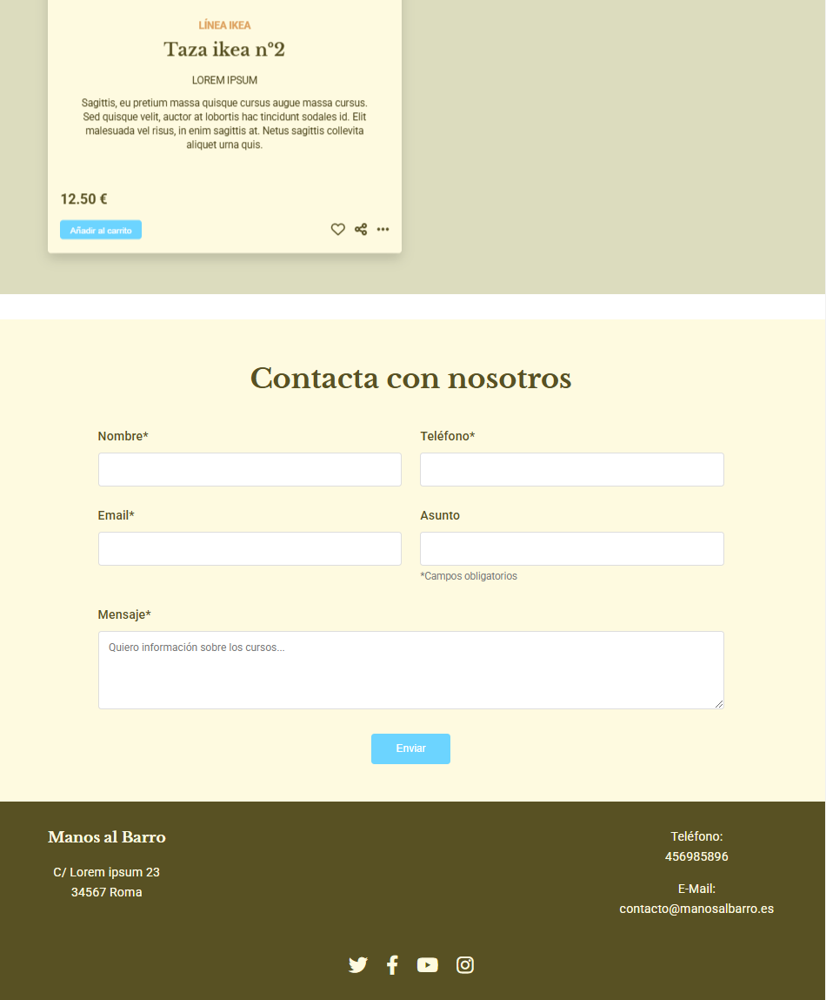 LÍNEA IKEA
Taza ikea nº2
LOREM IPSUM
Sagittis, eu pretium massa quisque cursus augue massa cursus.
Sed quisque velit, auctor at lobortis hac tincidunt sodales id. Elit
malesuada vel risus, in enim sagittis at. Netus sagittis collevita
aliquet urna quis.
12.50 €
Añadir al carrito
Contacta con nosotros
Nombre*
Teléfono*
Email*
Asunto
*Campos obligatorios
Mensaje*
Quiero información sobre los cursos...
Enviar
Manos al Barro
C/ Lorem ipsum 23
34567 Roma
Teléfono:
456985896
E-Mail:
contacto@manosalbarro.es